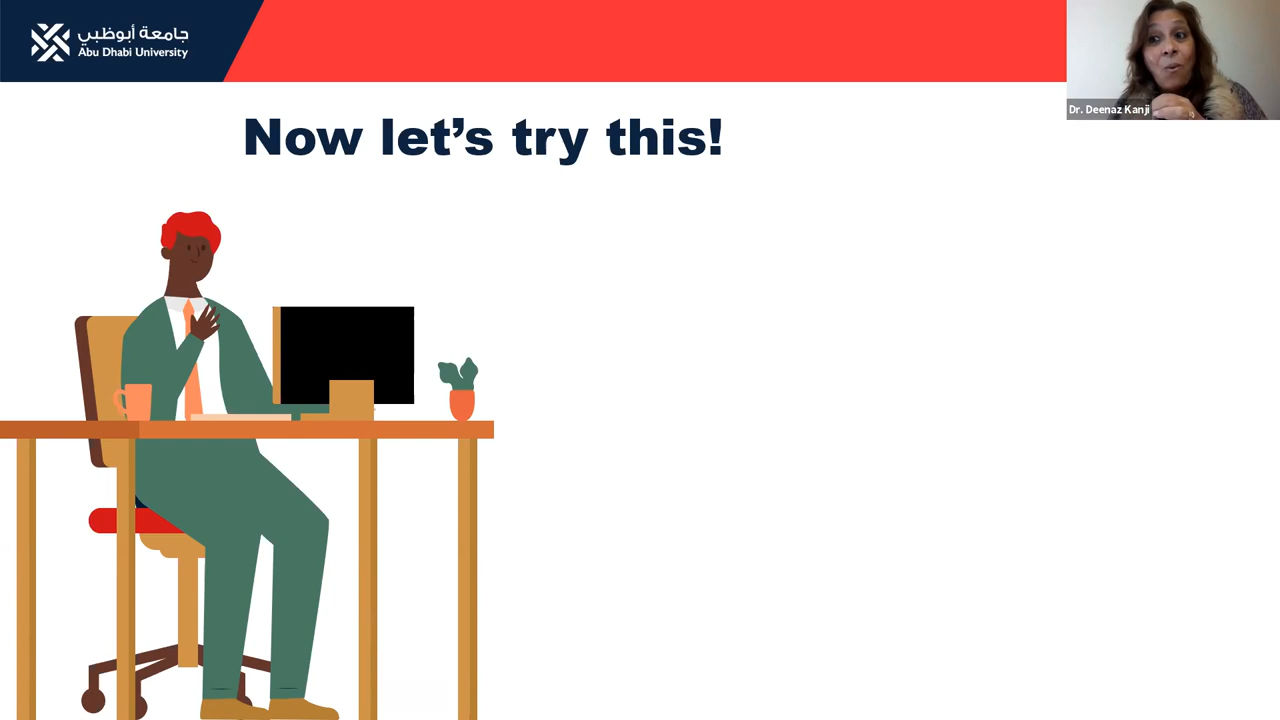 جامعة أبوظبي
Abu Dhabi University
Dr. Deenaz Kanji
Now let's try this!